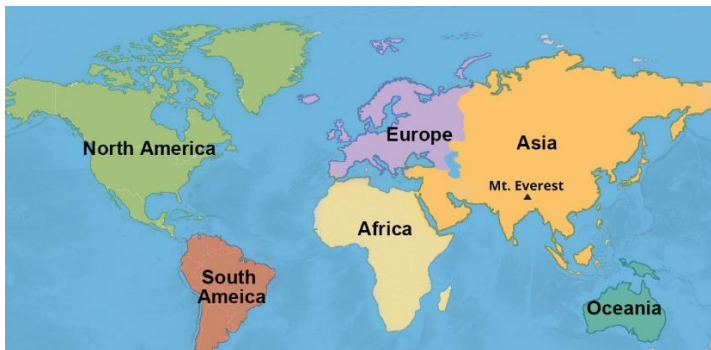 North America
Europe
Asia
Mt. Everest
Africa
South
Ameica
Oceania